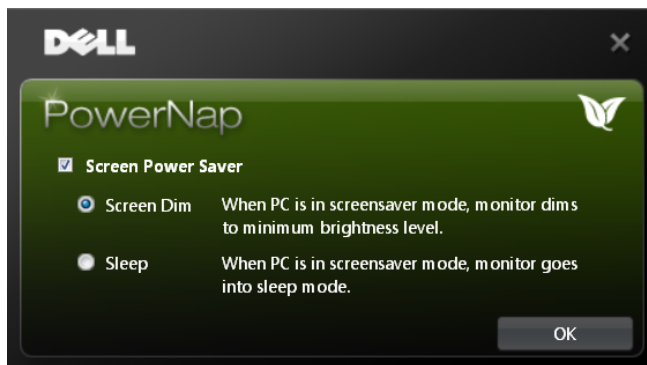 DELL
PowerNap
Screen Power Saver
Screen Dim When PC is in screensaver mode, monitor dims
to minimum brightness level.
Sleep When PC is in screensaver mode, monitor goes
into sleep mode.
OK